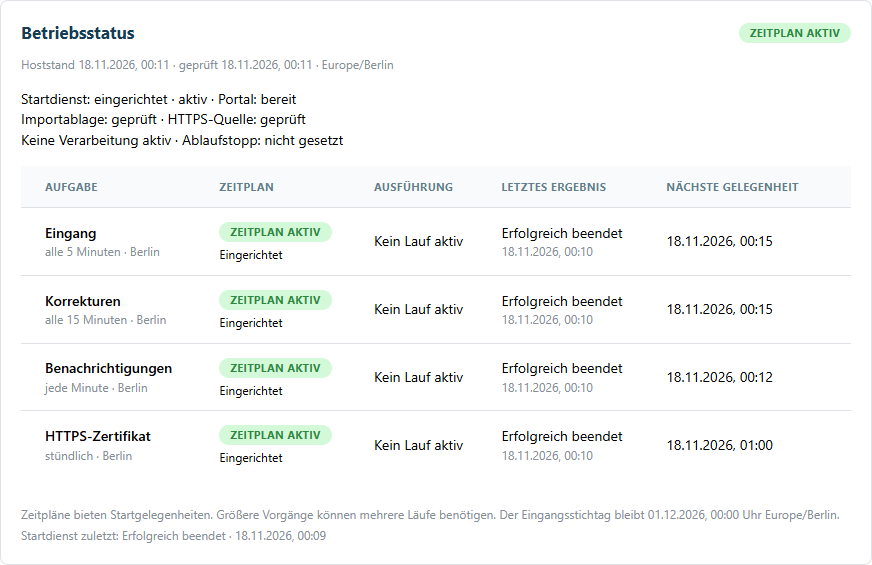 Betriebsstatus
ZEITPLAN AKTIV
Hoststand 18.11.2026, 00:11 · geprüft 18.11.2026, 00:11 · Europe/Berlin
Startdienst: eingerichtet · aktiv · Portal: bereit
Importablage: geprüft · HTTPS-Quelle: geprüft
Keine Verarbeitung aktiv · Ablaufstopp: nicht gesetzt
AUFGABE ZEITPLAN AUSFÜHRUNG LETZTES ERGEBNIS NÄCHSTE GELEGENHEIT
Eingang
alle 5 Minuten · Berlin
ZEITPLAN AKTIV
Eingerichtet
Kein Lauf aktiv
Erfolgreich beendet
18.11.2026, 00:10
18.11.2026, 00:15
Korrekturen
alle 15 Minuten · Berlin
ZEITPLAN AKTIV
Eingerichtet
Kein Lauf aktiv
Erfolgreich beendet
18.11.2026, 00:10
18.11.2026, 00:15
Benachrichtigungen
jede Minute · Berlin
ZEITPLAN AKTIV
Eingerichtet
Kein Lauf aktiv
Erfolgreich beendet
18.11.2026, 00:10
18.11.2026, 00:12
HTTPS-Zertifikat
stündlich · Berlin
ZEITPLAN AKTIV
Eingerichtet
Kein Lauf aktiv
Erfolgreich beendet
18.11.2026, 00:10
18.11.2026, 01:00
Zeitpläne bieten Startgelegenheiten. Größere Vorgänge können mehrere Läufe benötigen. Der Eingangsstichtag bleibt 01.12.2026, 00:00 Uhr Europe/Berlin.
Startdienst zuletzt: Erfolgreich beendet · 18.11.2026, 00:09